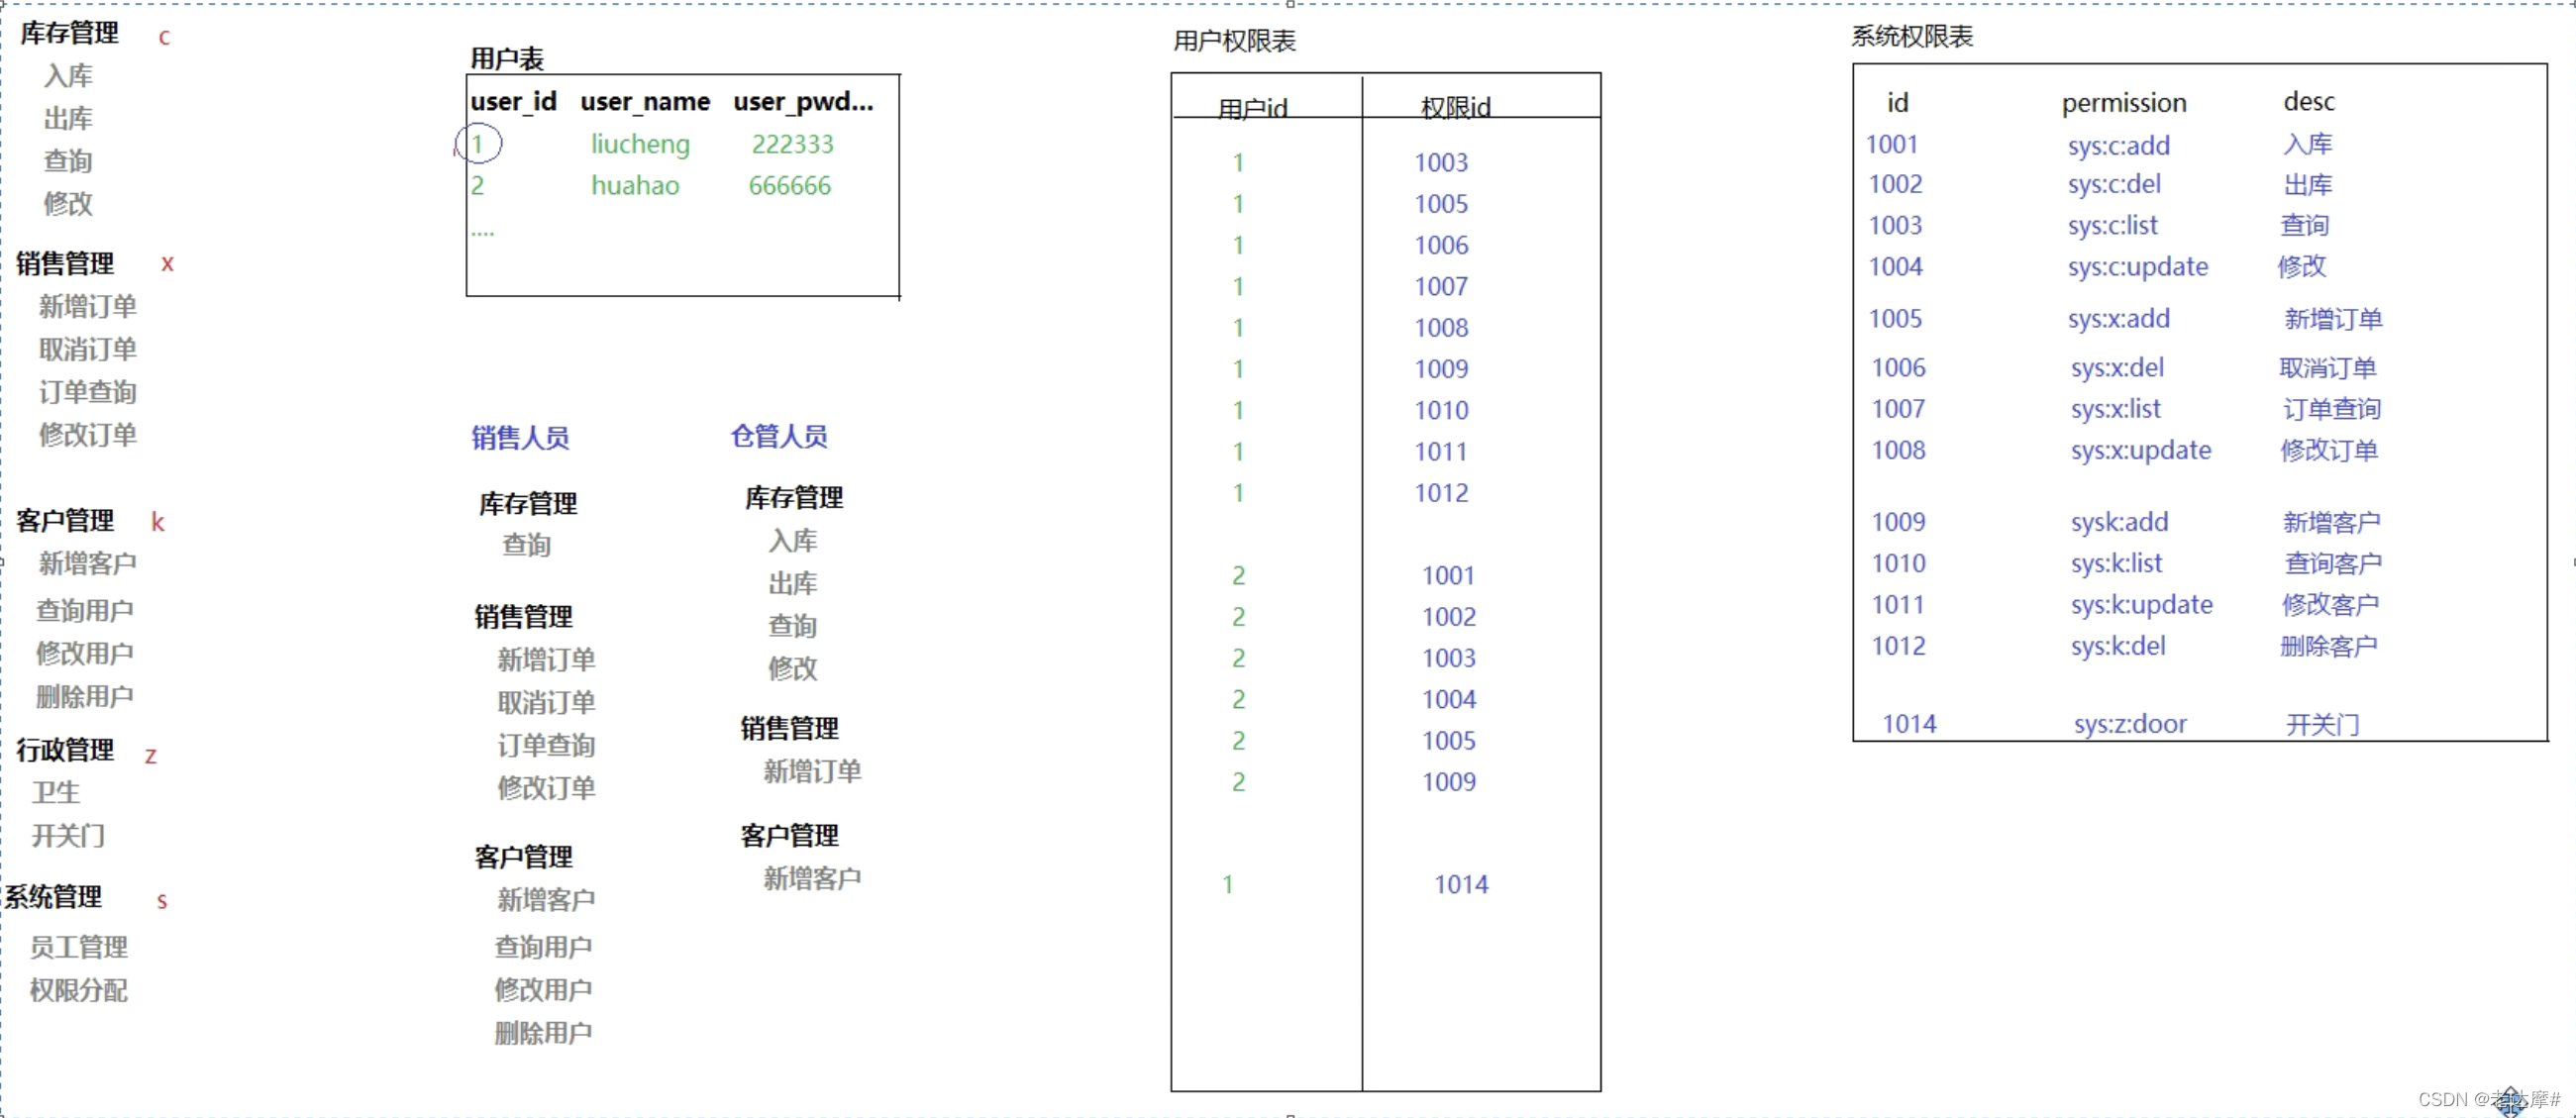 库存管理 c
入库
出库
查询
修改
销售管理 x
新增订单
取消订单
订单查询
修改订单
客户管理 k
新增客户
查询用户
修改用户
删除用户
行政管理 z
卫生
开关门
系统管理 s
员工管理
权限分配
用户表
user_id user_name user_pwd...
1 liucheng 222333
2 huahao 666666
....
销售人员
库存管理
查询
销售管理
新增订单
取消订单
订单查询
修改订单
客户管理
新增客户
查询用户
修改用户
删除用户
仓管人员
库存管理
入库
出库
查询
修改
销售管理
新增订单
客户管理
新增客户
用户权限表
用户id 权限id
1 1003
1 1005
1 1006
1 1007
1 1008
1 1009
1 1010
1 1011
1 1012
2 1001
2 1002
2 1003
2 1004
2 1005
2 1009
1 1014
系统权限表
id permission desc
1001 sys:c:add 入库
1002 sys:c:del 出库
1003 sys:c:list 查询
1004 sys:c:update 修改
1005 sys:x:add 新增订单
1006 sys:x:del 取消订单
1007 sys:x:list 订单查询
1008 sys:x:update 修改订单
1009 sysk:add 新增客户
1010 sys:k:list 查询客户
1011 sys:k:update 修改客户
1012 sys:k:del 删除客户
1014 sys:z:door 开关门
CSDN @老达摩#